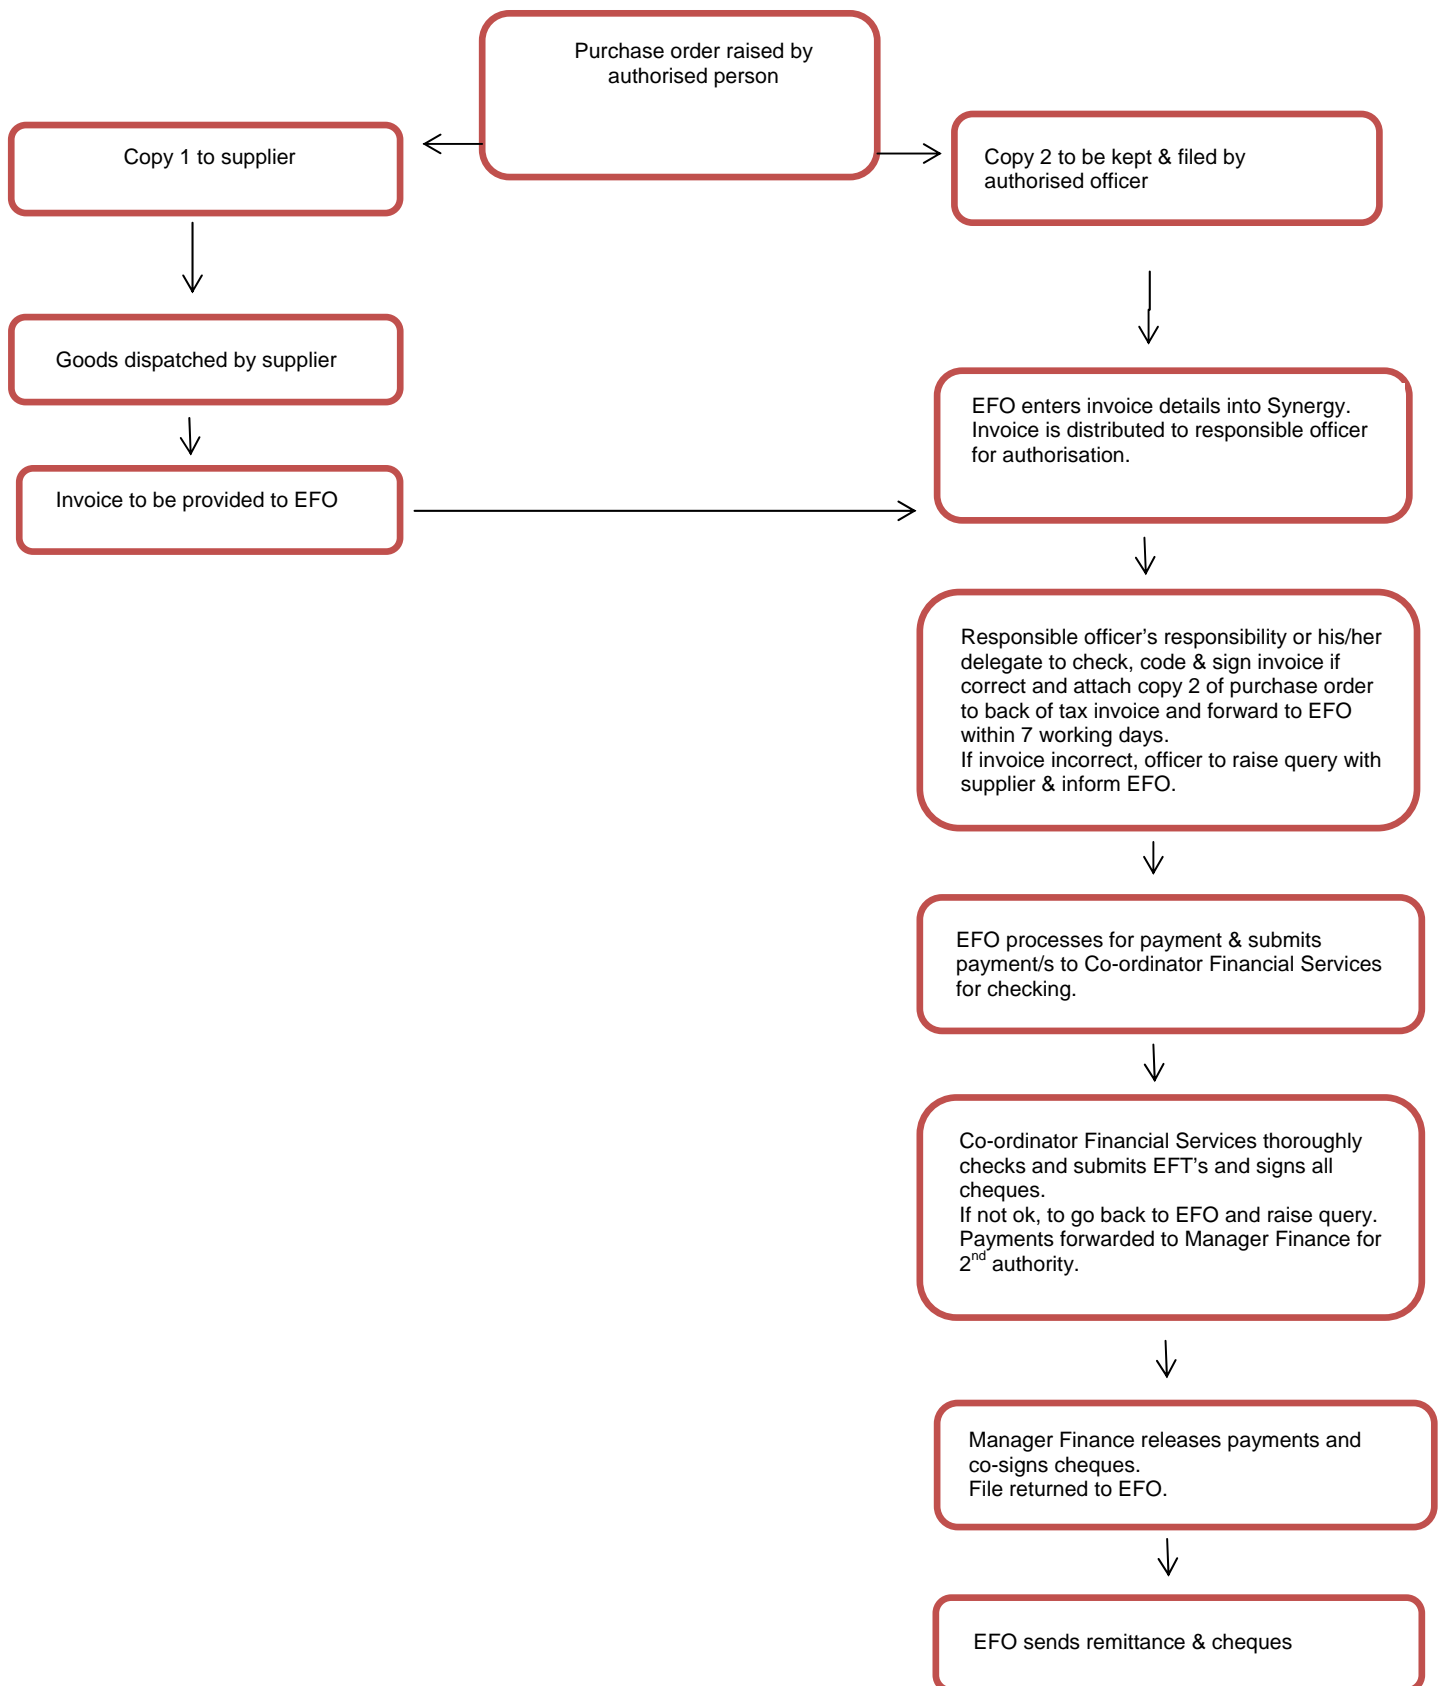 Purchase order raised by
authorised person
Copy 1 to supplier
Copy 2 to be kept & filed by
authorised officer
Goods dispatched by supplier
EFO enters invoice details into Synergy.
Invoice is distributed to responsible officer
for authorisation.
Invoice to be provided to EFO
Responsible officer’s responsibility or his/her
delegate to check, code & sign invoice if
correct and attach copy 2 of purchase order
to back of tax invoice and forward to EFO
within 7 working days.
If invoice incorrect, officer to raise query with
supplier & inform EFO.
EFO processes for payment & submits
payment/s to Co-ordinator Financial Services
for checking.
Co-ordinator Financial Services thoroughly
checks and submits EFT’s and signs all
cheques.
If not ok, to go back to EFO and raise query.
Payments forwarded to Manager Finance for
2nd authority.
Manager Finance releases payments and
co-signs cheques.
File returned to EFO.
EFO sends remittance & cheques